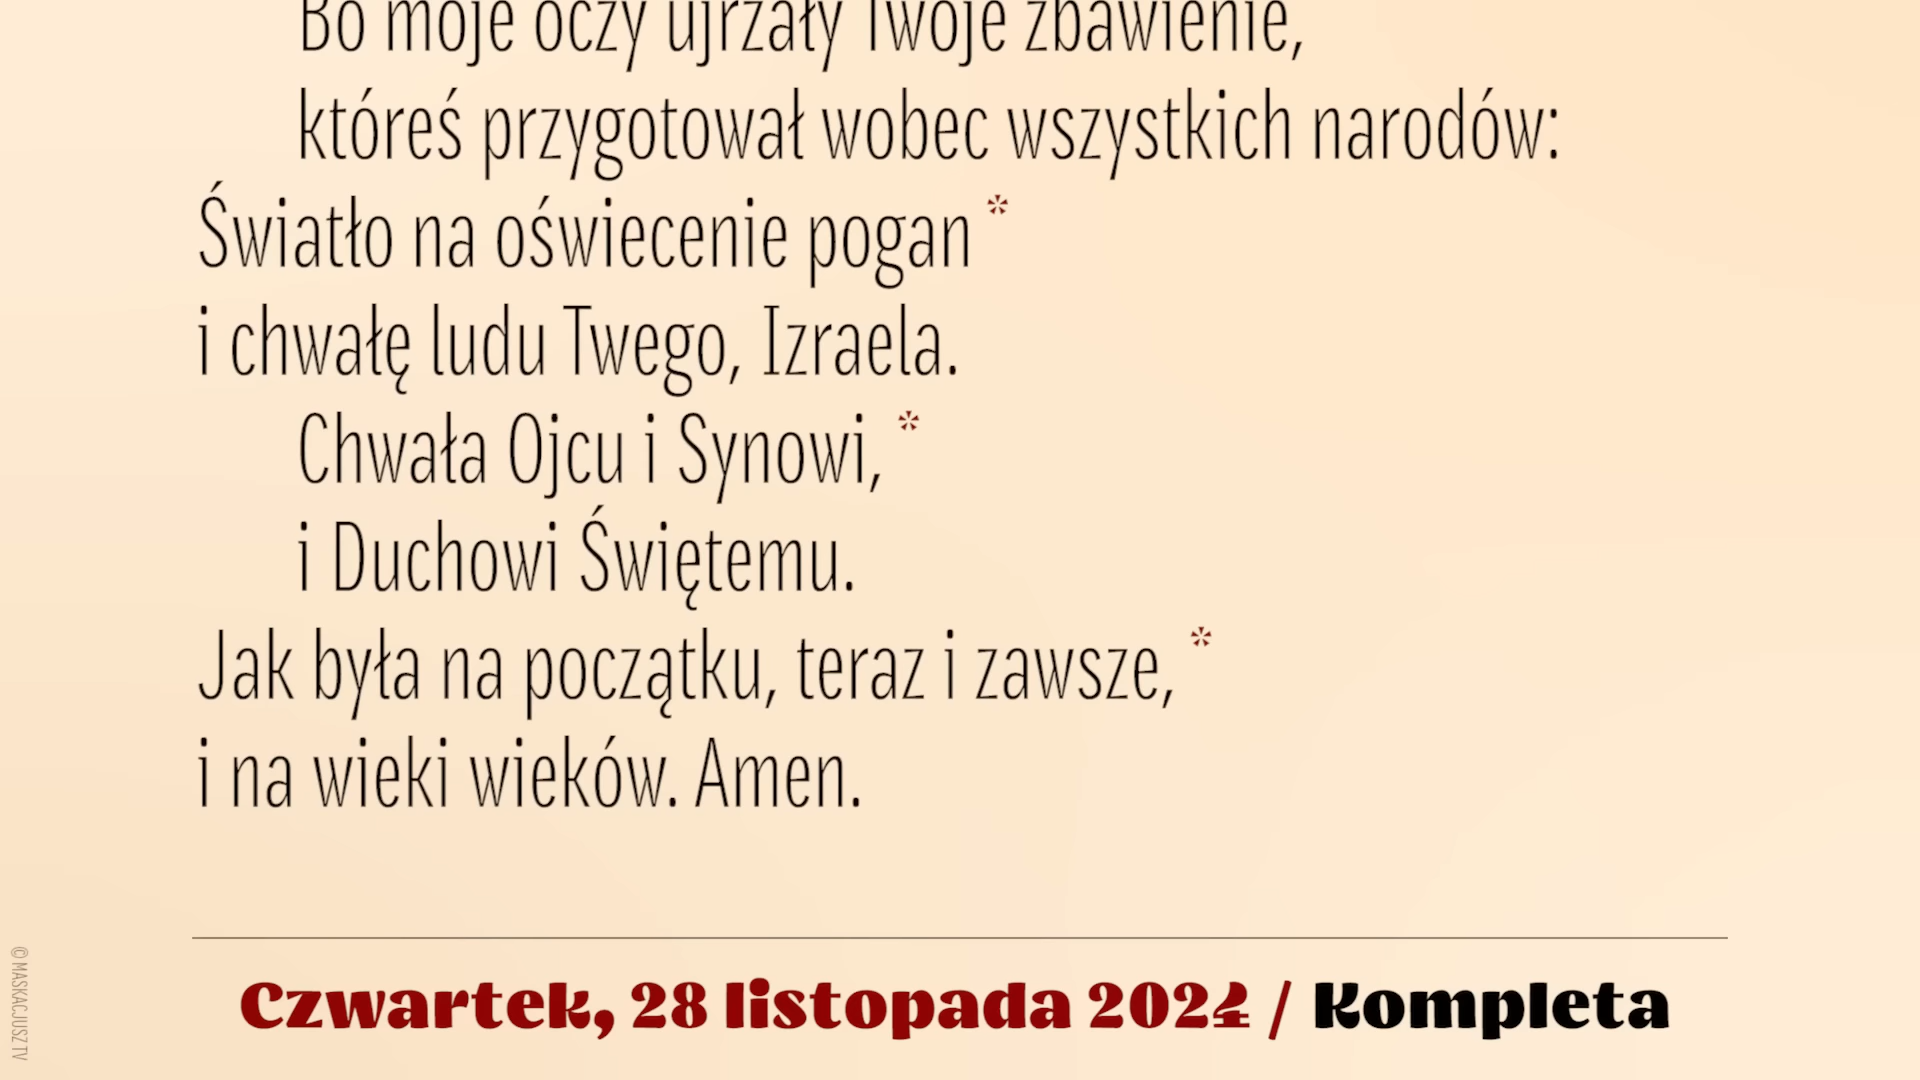 Bo moje oczy ujrzały Twoje zbawienie,
któreś przygotował wobec wszystkich narodów:
Światło na oświecenie pogan *
i chwałę ludu Twego, Izraela.
Chwała Ojcu i Synowi, *
i Duchowi Świętemu.
Jak była na początku, teraz i zawsze, *
i na wieki wieków. Amen.
Czwartek, 28 listopada 2024 / Kompleta
© MASKACJUSZ TV